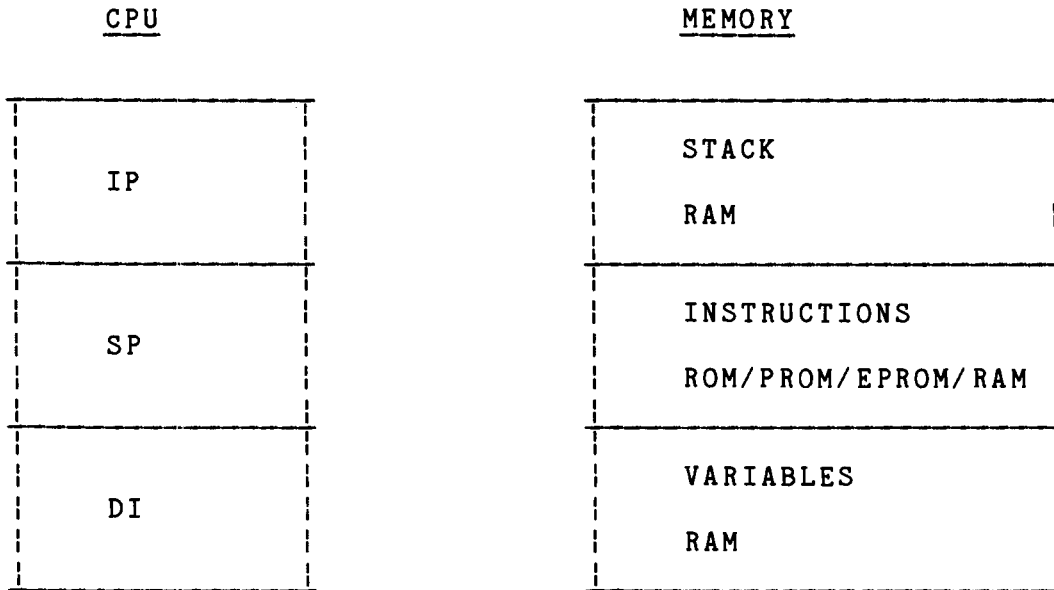 CPU
MEMORY
IP
STACK
RAM
SP
INSTRUCTIONS
ROM/PROM/EPROM/RAM
DI
VARIABLES
RAM